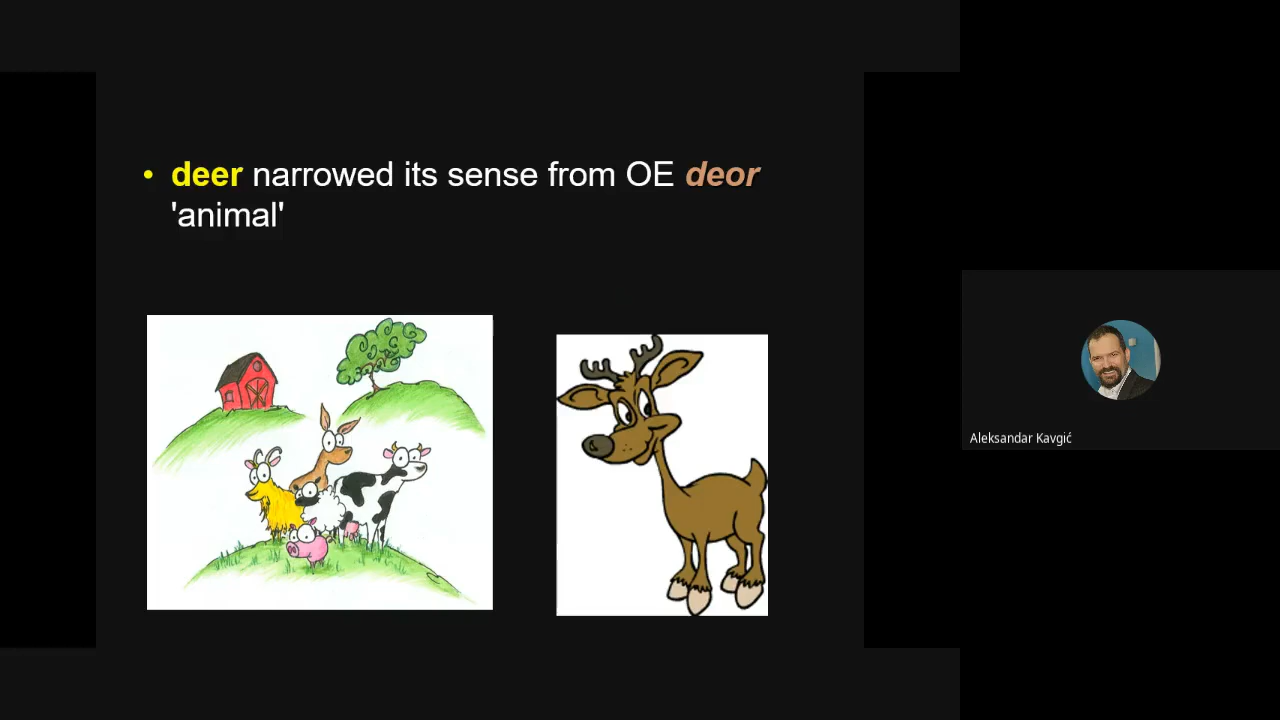 • deer narrowed its sense from OE deor
'animal'
Aleksandar Kavgić